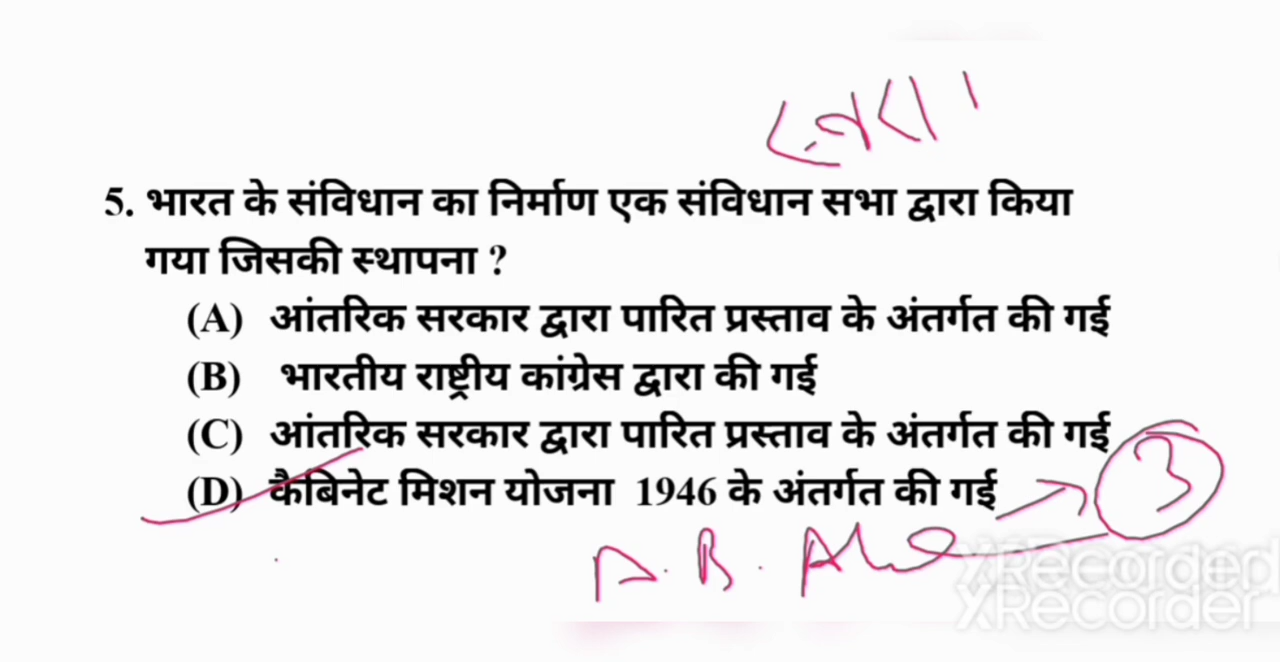 5. भारत के संविधान का निर्माण एक संविधान सभा द्वारा किया
गया जिसकी स्थापना ?
(A) आंतरिक सरकार द्वारा पारित प्रस्ताव के अंतर्गत की गई
(B) भारतीय राष्ट्रीय कांग्रेस द्वारा की गई
(C) आंतरिक सरकार द्वारा पारित प्रस्ताव के अंतर्गत की गई
(D) कैबिनेट मिशन योजना 1946 के अंतर्गत की गई
3
A. B.
XRecorder
XRecorder